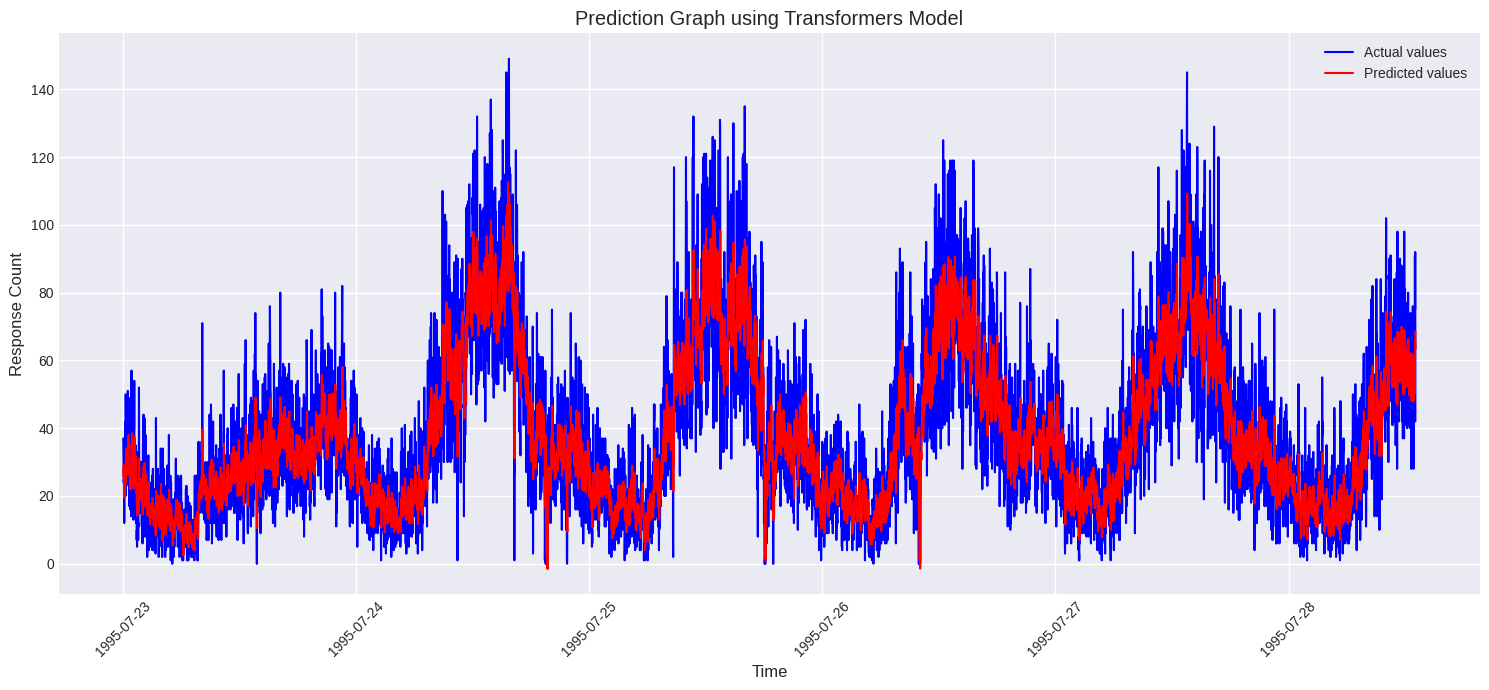 Prediction Graph using Transformers Model
Actual values
Predicted values
Response Count
140
120
100
80
60
40
20
0
1995-07-23
1995-07-24
1995-07-25
1995-07-26
1995-07-27
1995-07-28
Time